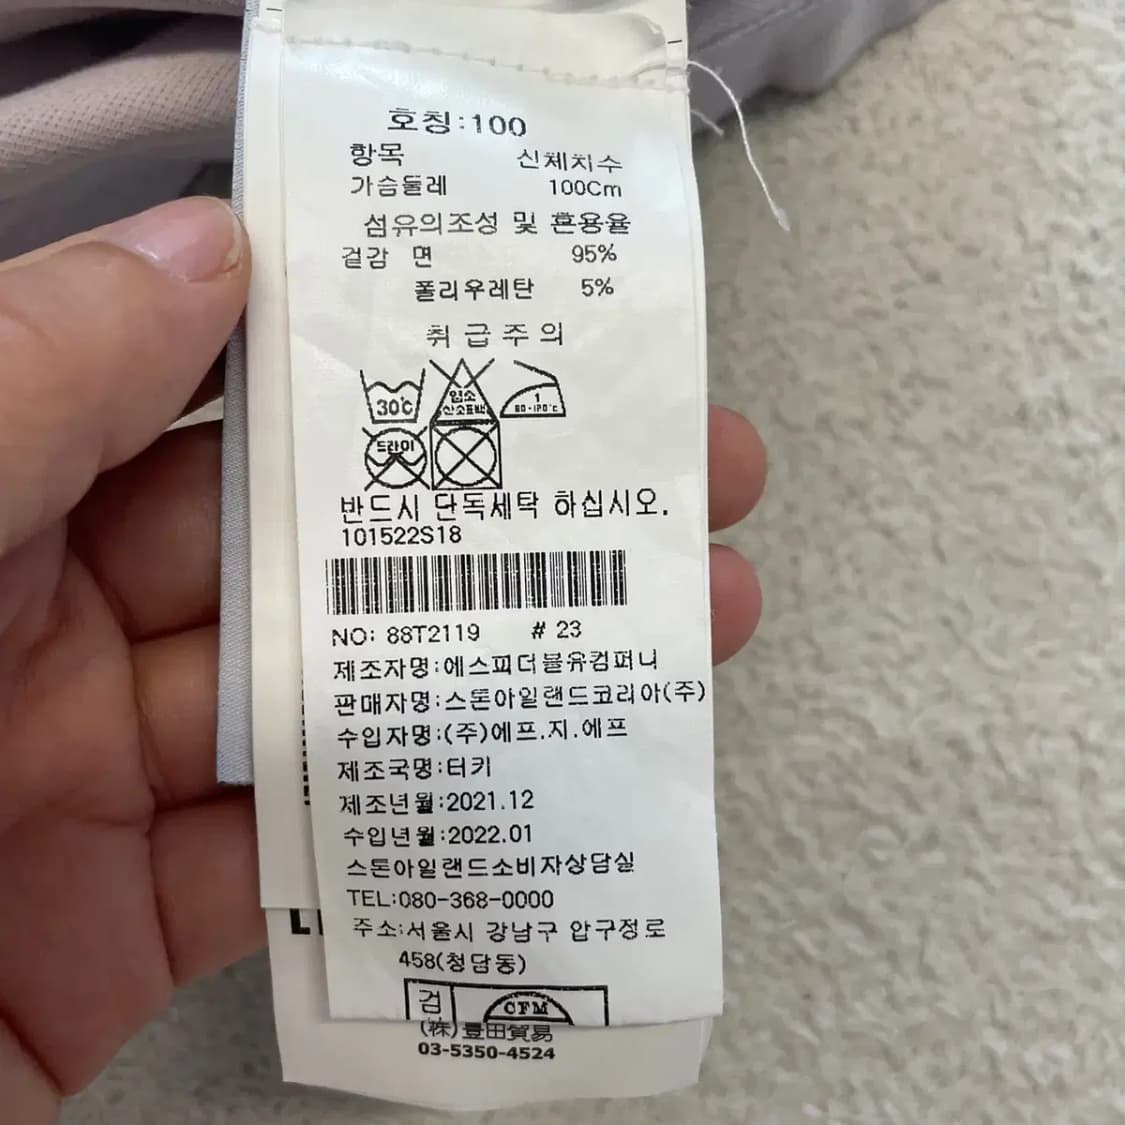 호칭:100
항목 신체치수
가슴둘레 100Cm
섬유의조성 및 혼용율
겉감 면 95%
폴리우레탄 5%
취급주의
30℃ 염소 산소표백 1 80-120℃
드라이
반드시 단독세탁 하십시오.
101522S18
NO: 88T2119 # 23
제조자명:에스피더블유컴퍼니
판매자명:스톤아일랜드코리아(주)
수입자명:(주)에프.지.에프
제조국명:터키
제조년월:2021.12
수입년월:2022.01
스톤아일랜드소비자상담실
TEL:080-368-0000
주소:서울시 강남구 압구정로
458(청담동)
검 CFM
(株)豊田貿易
03-5350-4524